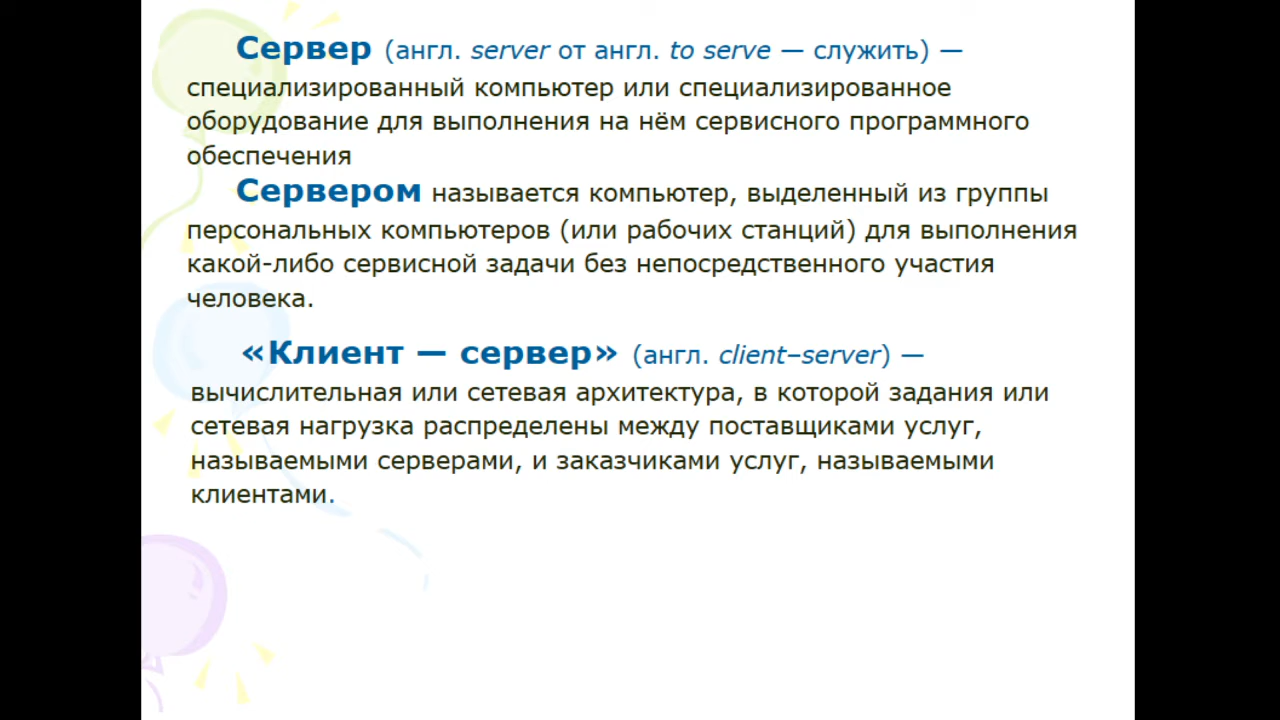 Сервер (англ. server от англ. to serve — служить) —
специализированный компьютер или специализированное
оборудование для выполнения на нём сервисного программного
обеспечения
Сервером называется компьютер, выделенный из группы
персональных компьютеров (или рабочих станций) для выполнения
какой-либо сервисной задачи без непосредственного участия
человека.
«Клиент — сервер» (англ. client–server) —
вычислительная или сетевая архитектура, в которой задания или
сетевая нагрузка распределены между поставщиками услуг,
называемыми серверами, и заказчиками услуг, называемыми
клиентами.